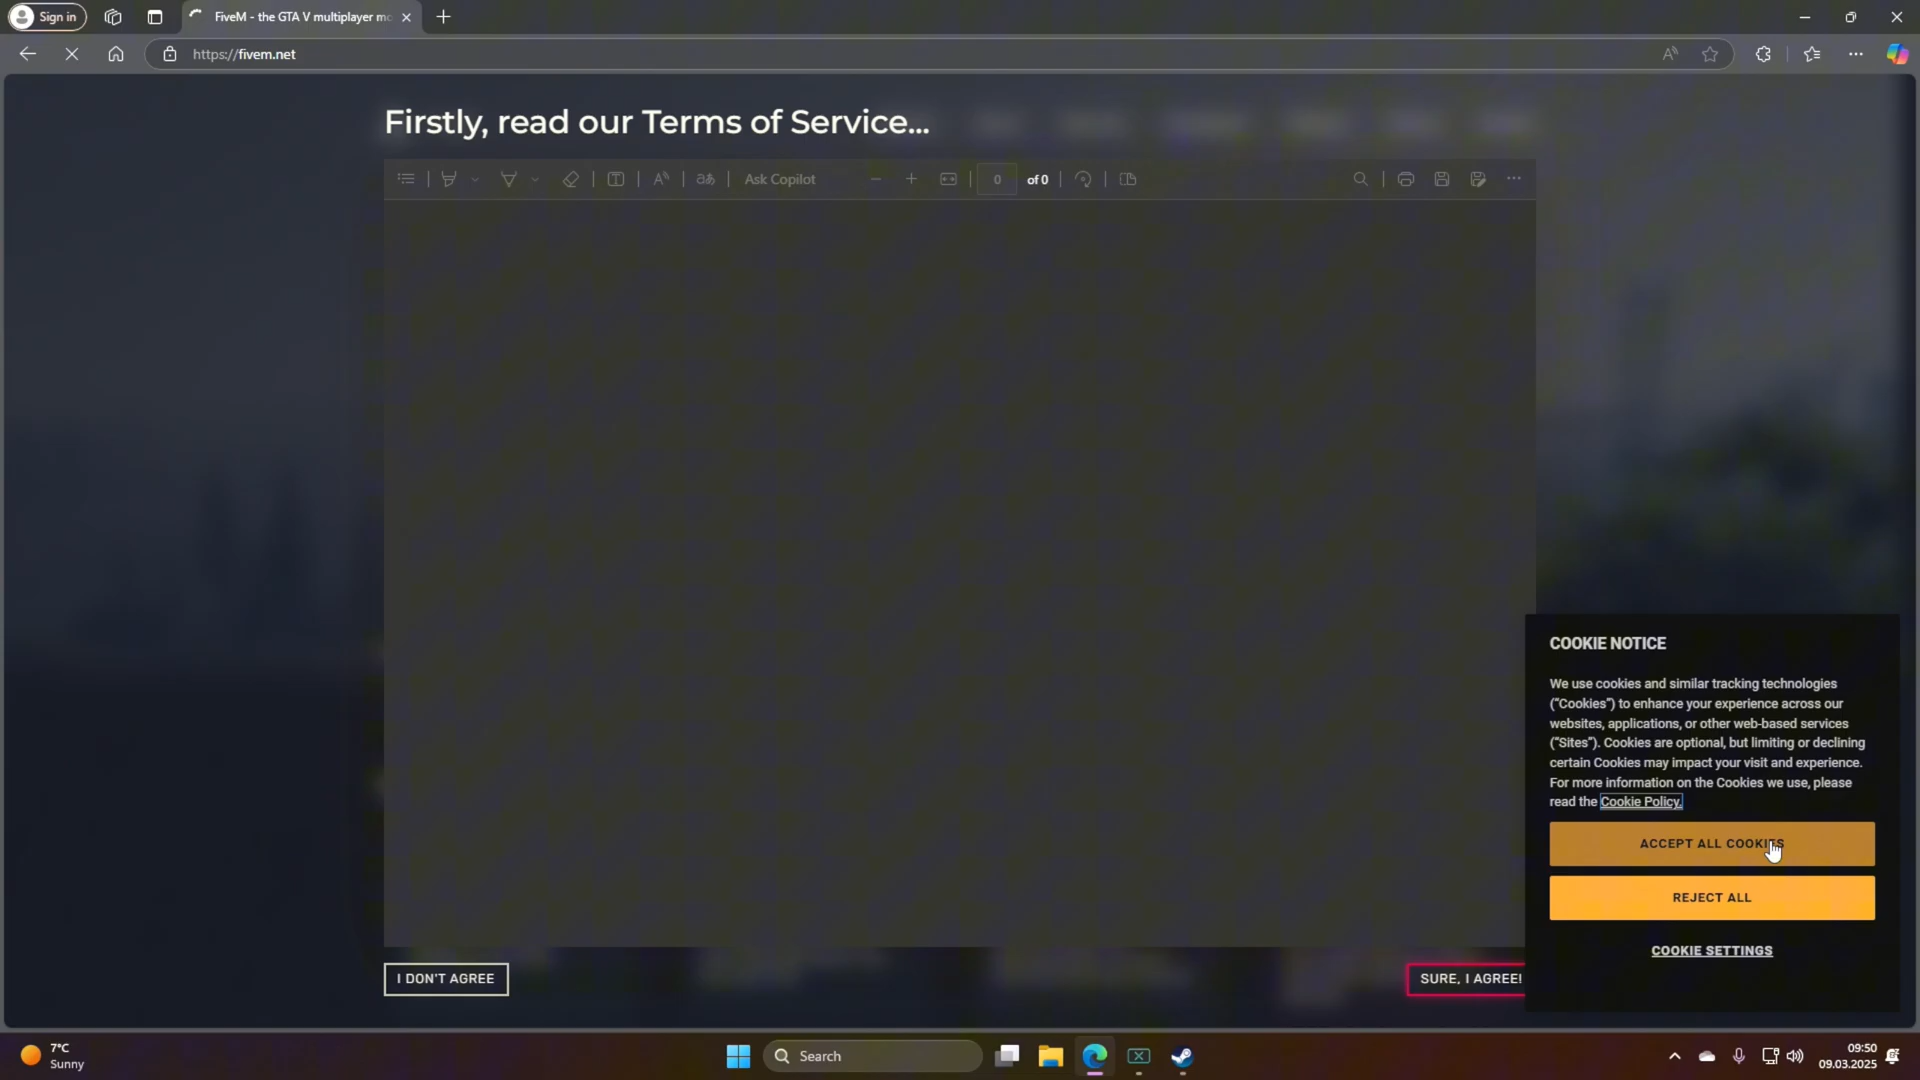 Sign in
FiveM - the GTA V multiplayer mo
https://fivem.net
Firstly, read our Terms of Service...
Ask Copilot
0
of 0
COOKIE NOTICE
We use cookies and similar tracking technologies
("Cookies") to enhance your experience across our
websites, applications, or other web-based services
("Sites"). Cookies are optional, but limiting or declining
certain Cookies may impact your visit and experience.
For more information on the Cookies we use, please
read the Cookie Policy.
ACCEPT ALL COOKIES
REJECT ALL
COOKIE SETTINGS
I DON'T AGREE
SURE, I AGREE!
7°C
Sunny
Search
09:50
09.03.2025